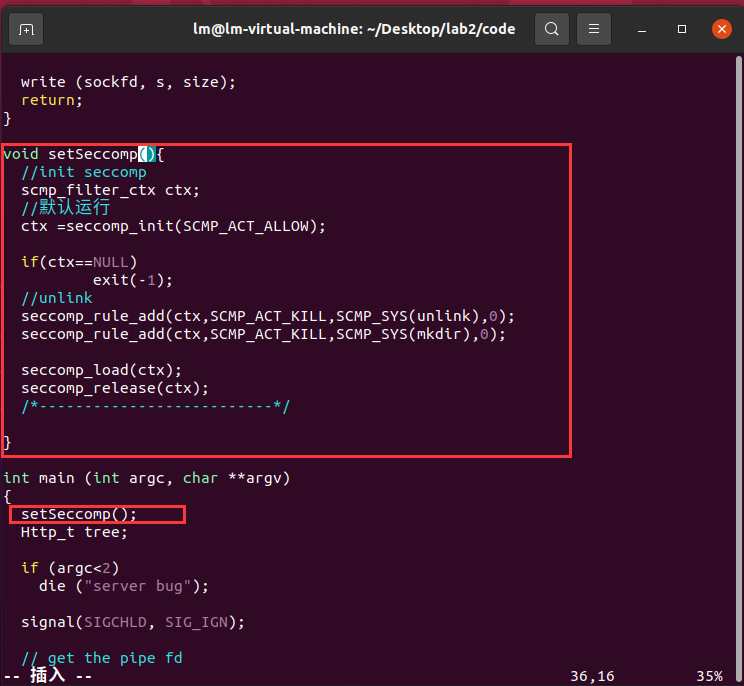 lm@lm-virtual-machine: ~/Desktop/lab2/code
write (sockfd, s, size);
return;
}
void setSeccomp(){
//init seccomp
scmp_filter_ctx ctx;
//默认运行
ctx =seccomp_init(SCMP_ACT_ALLOW);
if(ctx==NULL)
exit(-1);
//unlink
seccomp_rule_add(ctx,SCMP_ACT_KILL,SCMP_SYS(unlink),0);
seccomp_rule_add(ctx,SCMP_ACT_KILL,SCMP_SYS(mkdir),0);
seccomp_load(ctx);
seccomp_release(ctx);
/*--------------------------*/
}
int main (int argc, char **argv)
{
setSeccomp();
Http_t tree;
if (argc<2)
die ("server bug");
signal(SIGCHLD, SIG_IGN);
// get the pipe fd
-- 插入 -- 36,16 35%